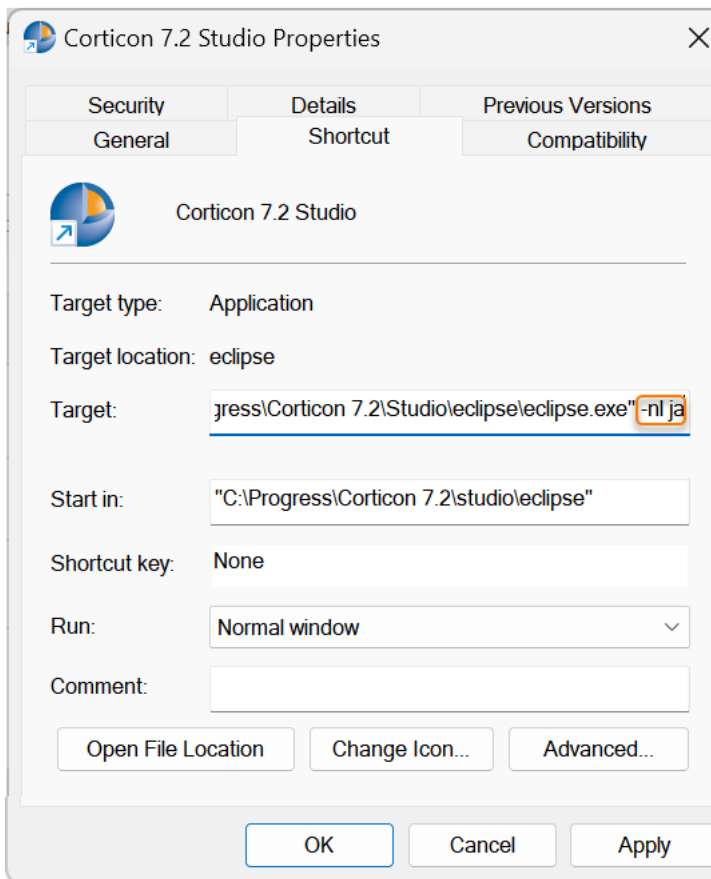 Corticon 7.2 Studio Properties
Security Details Previous Versions
General Shortcut Compatibility
Corticon 7.2 Studio
Target type: Application
Target location: eclipse
Target: gress\Corticon 7.2\Studio\eclipse\eclipse.exe" -nl ja
Start in: "C:\Progress\Corticon 7.2\studio\eclipse"
Shortcut key: None
Run: Normal window
Comment:
Open File Location Change Icon... Advanced...
OK Cancel Apply